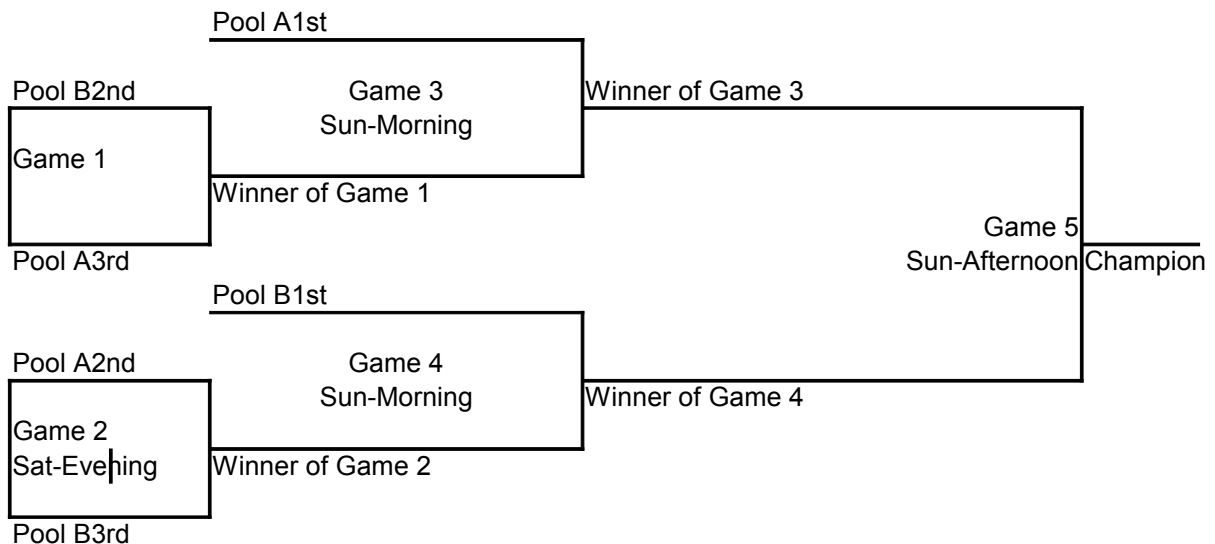 Pool A1st
Pool B2nd
Game 3
Sun-Morning
Winner of Game 3
Game 1
Winner of Game 1
Pool A3rd
Game 5
Sun-Afternoon
Champion
Pool B1st
Pool A2nd
Game 4
Sun-Morning
Winner of Game 4
Game 2
Sat-Evening
Winner of Game 2
Pool B3rd